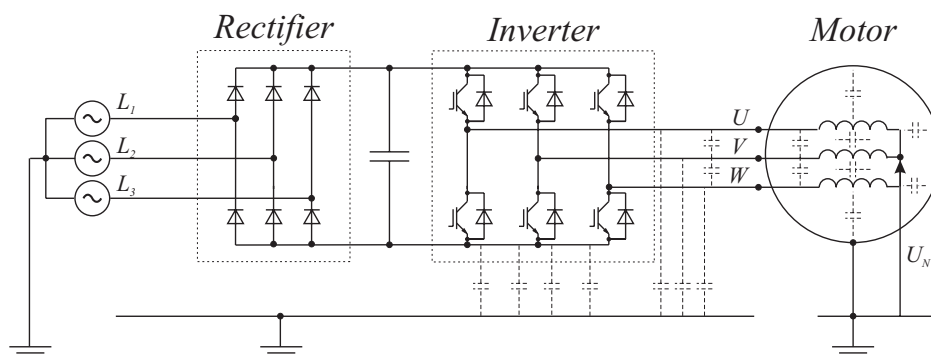 Rectifier
Inverter
Motor
L1
L2
L3
U
V
W
UN